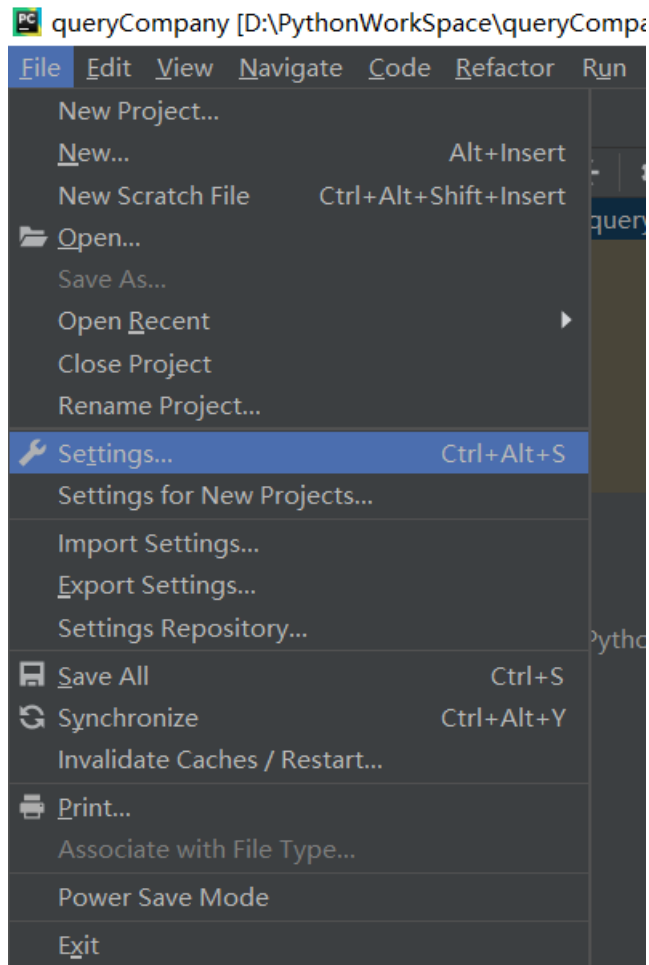 PC queryCompany [D:\PythonWorkSpace\queryCompa
File Edit View Navigate Code Refactor Run
New Project...
New... Alt+Insert
New Scratch File Ctrl+Alt+Shift+Insert
query
Open...
Save As...
Open Recent
Close Project
Rename Project...
Settings... Ctrl+Alt+S
Settings for New Projects...
Import Settings...
Export Settings...
Settings Repository...
Pytho
Save All Ctrl+S
Synchronize Ctrl+Alt+Y
Invalidate Caches / Restart...
Print...
Associate with File Type...
Power Save Mode
Exit